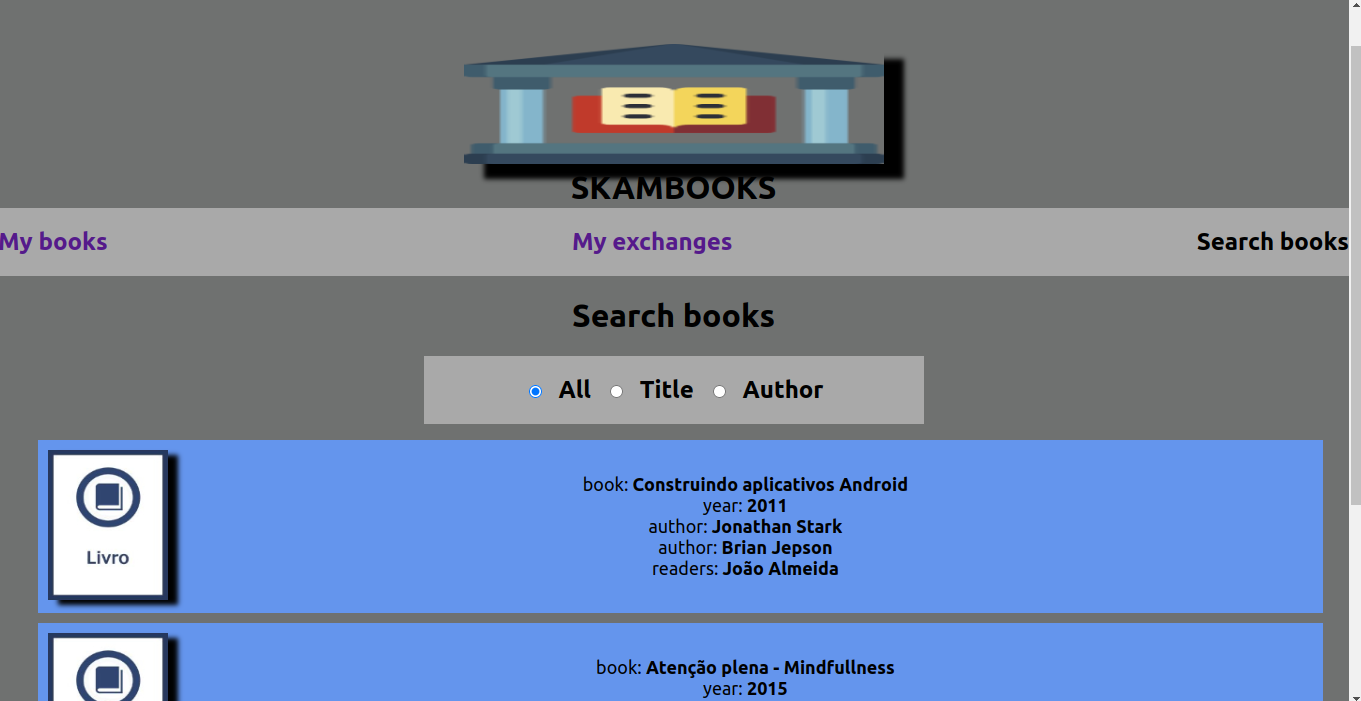 SKAMBOOKS
My books My exchanges Search books
Search books
All Title Author
Livro
book: Construindo aplicativos Android
year: 2011
author: Jonathan Stark
author: Brian Jepson
readers: João Almeida
book: Atenção plena - Mindfullness
year: 2015